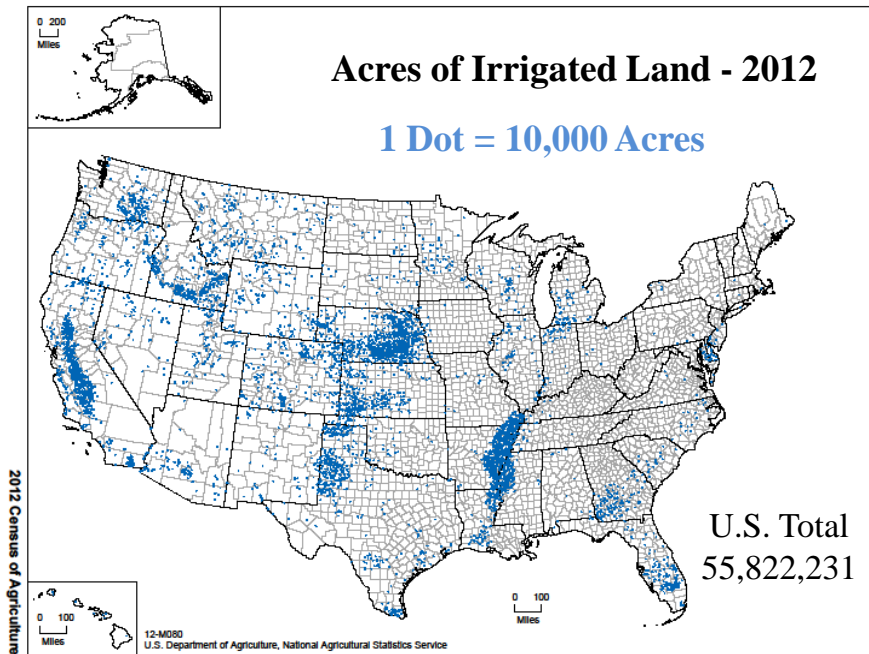 0 200
Miles
Acres of Irrigated Land - 2012
1 Dot = 10,000 Acres
2012 Census of Agriculture
U.S. Total
55,822,231
0 100
Miles
0 100
Miles
12-M080
U.S. Department of Agriculture, National Agricultural Statistics Service